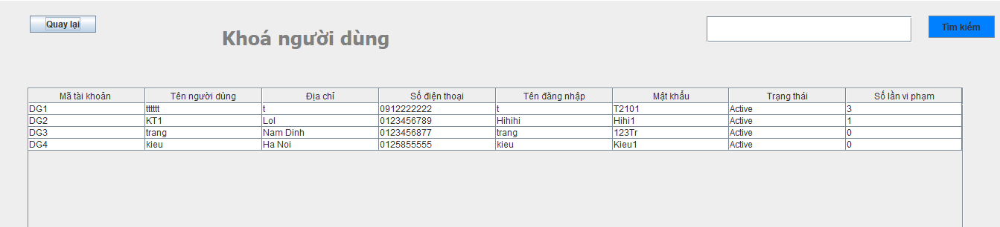 Quay lại
Khoá người dùng
Tìm kiếm
Mã tài khoản Tên người dùng Địa chỉ Số điện thoại Tên đăng nhập Mật khẩu Trạng thái Số lần vi phạm
DG1 tttttt t 0912222222 t T2101 Active 3
DG2 KT1 Lol 0123456789 Hihihi Hihi1 Active 1
DG3 trang Nam Dinh 0123456877 trang 123Tr Active 0
DG4 kieu Ha Noi 0125855555 kieu Kieu1 Active 0